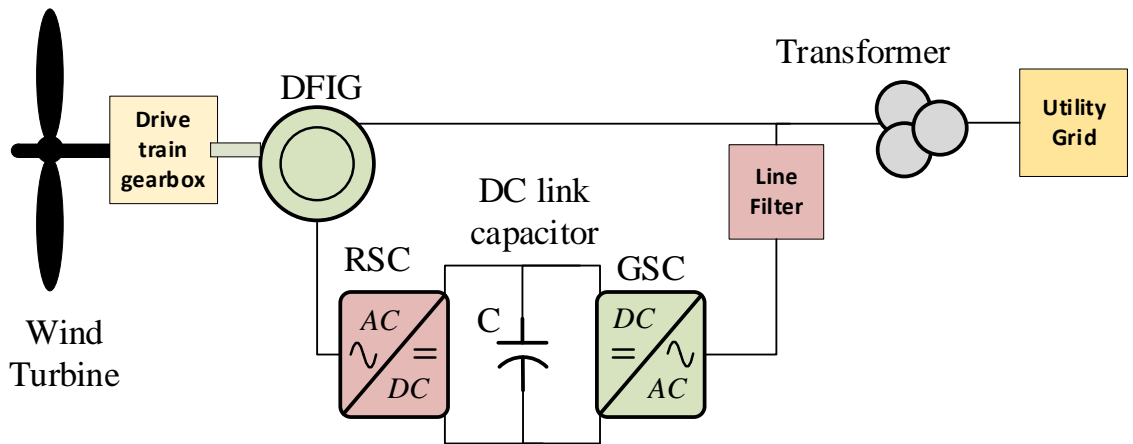 Transformer
DFIG
Drive
train
gearbox
Utility
Grid
Line
Filter
DC link
capacitor
RSC
GSC
C
AC
=
DC
DC
=
AC
Wind
Turbine